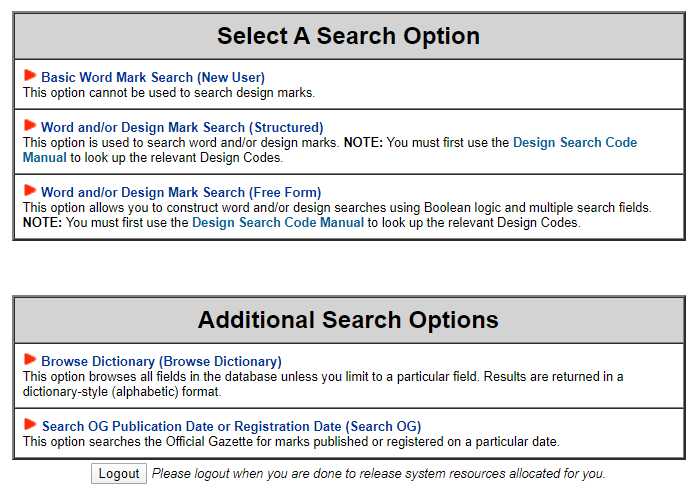 Select A Search Option
Basic Word Mark Search (New User)
This option cannot be used to search design marks.
Word and/or Design Mark Search (Structured)
This option is used to search word and/or design marks. NOTE: You must first use the Design Search Code
Manual to look up the relevant Design Codes.
Word and/or Design Mark Search (Free Form)
This option allows you to construct word and/or design searches using Boolean logic and multiple search fields.
NOTE: You must first use the Design Search Code Manual to look up the relevant Design Codes.
Additional Search Options
Browse Dictionary (Browse Dictionary)
This option browses all fields in the database unless you limit to a particular field. Results are returned in a
dictionary-style (alphabetic) format.
Search OG Publication Date or Registration Date (Search OG)
This option searches the Official Gazette for marks published or registered on a particular date.
Logout Please logout when you are done to release system resources allocated for you.